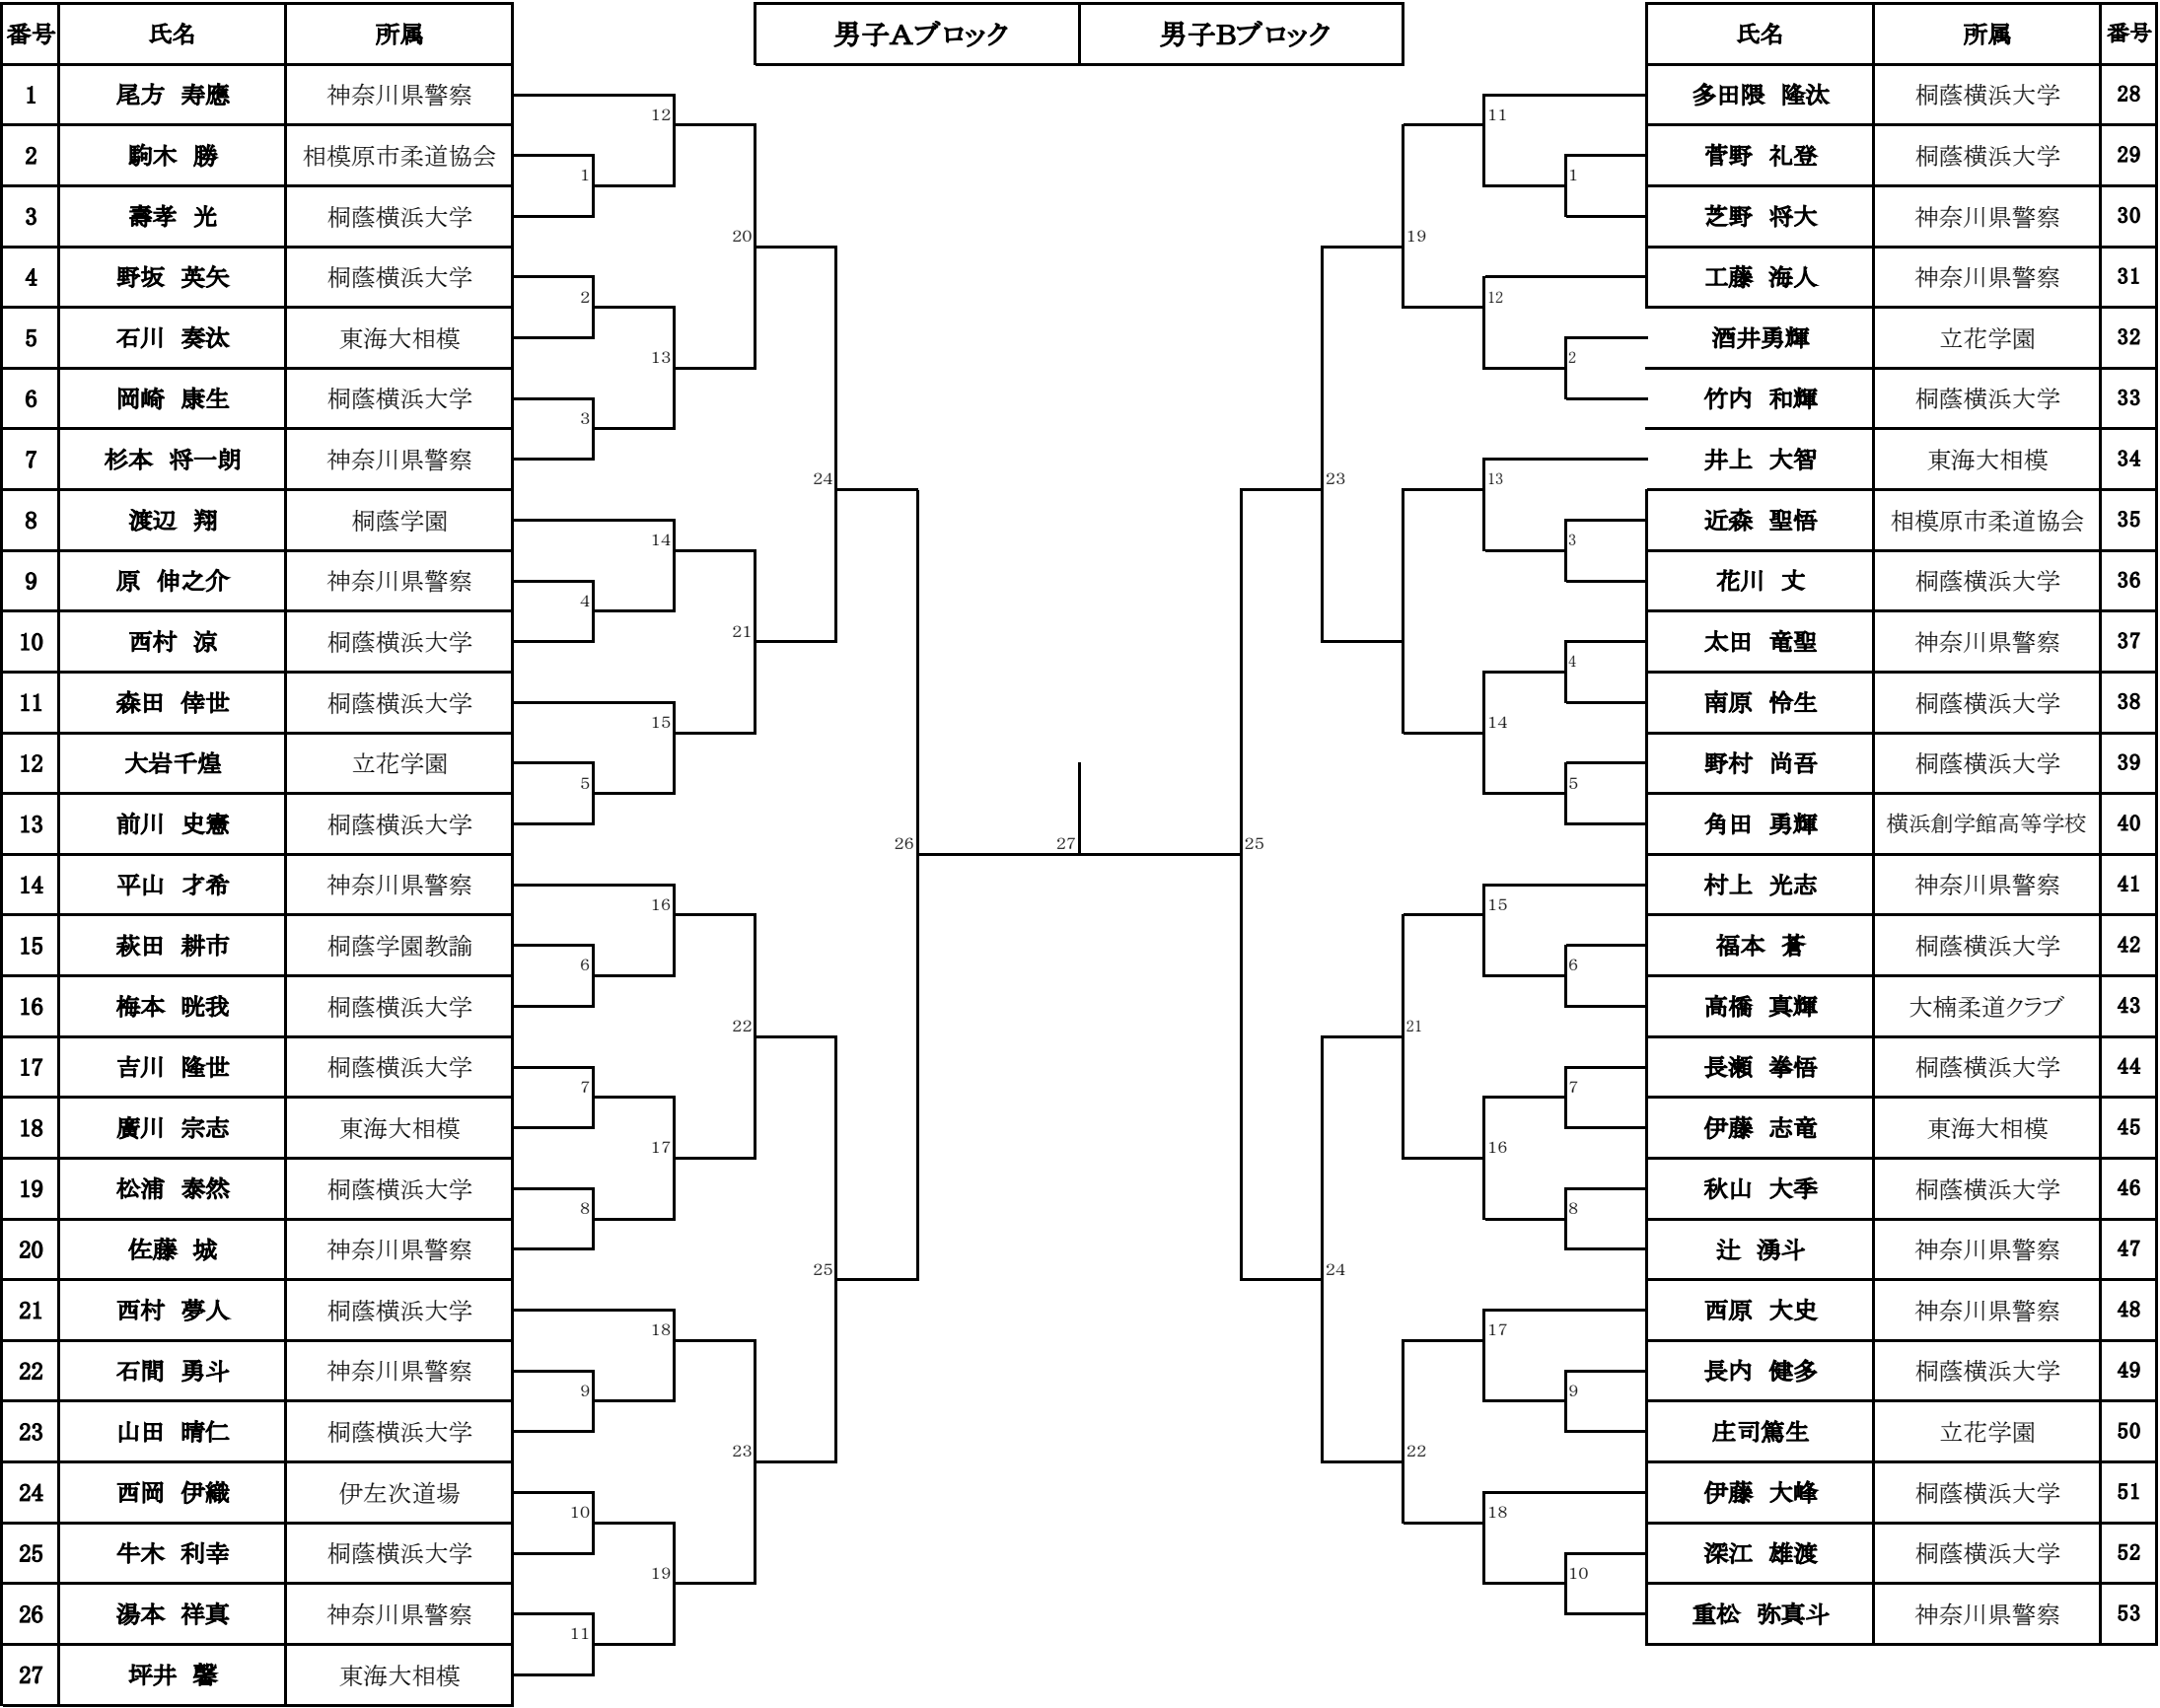 番号 氏名 所属 男子Aブロック 男子Bブロック 氏名 所属 番号
1 尾方 寿應 神奈川県警察 多田隈 隆汰 桐蔭横浜大学 28
12 11
2 駒木 勝 相模原市柔道協会 菅野 礼登 桐蔭横浜大学 29
1 1
3 壽孝 光 桐蔭横浜大学 芝野 将大 神奈川県警察 30
20 19
4 野坂 英矢 桐蔭横浜大学 工藤 海人 神奈川県警察 31
2 12
5 石川 奏汰 東海大相模 酒井勇輝 立花学園 32
13 2
6 岡崎 康生 桐蔭横浜大学 竹内 和輝 桐蔭横浜大学 33
3
7 杉本 将一朗 神奈川県警察 井上 大智 東海大相模 34
24 23 13
8 渡辺 翔 桐蔭学園 近森 聖悟 相模原市柔道協会 35
14 3
9 原 伸之介 神奈川県警察 花川 丈 桐蔭横浜大学 36
4
10 西村 涼 桐蔭横浜大学 太田 竜聖 神奈川県警察 37
21 4
11 森田 倖世 桐蔭横浜大学 南原 怜生 桐蔭横浜大学 38
15 14
12 大岩千煌 立花学園 野村 尚吾 桐蔭横浜大学 39
5 5
13 前川 史憲 桐蔭横浜大学 角田 勇輝 横浜創学館高等学校 40
26 27 25
14 平山 才希 神奈川県警察 村上 光志 神奈川県警察 41
16 15
15 萩田 耕市 桐蔭学園教諭 福本 蒼 桐蔭横浜大学 42
6 6
16 梅本 晄我 桐蔭横浜大学 高橋 真輝 大楠柔道クラブ 43
22 21
17 吉川 隆世 桐蔭横浜大学 長瀬 拳悟 桐蔭横浜大学 44
7 7
18 廣川 宗志 東海大相模 伊藤 志竜 東海大相模 45
17 16
19 松浦 泰然 桐蔭横浜大学 秋山 大季 桐蔭横浜大学 46
8 8
20 佐藤 城 神奈川県警察 辻 湧斗 神奈川県警察 47
25 24
21 西村 夢人 桐蔭横浜大学 西原 大史 神奈川県警察 48
18 17
22 石間 勇斗 神奈川県警察 長内 健多 桐蔭横浜大学 49
9 9
23 山田 晴仁 桐蔭横浜大学 庄司篤生 立花学園 50
23 22
24 西岡 伊織 伊左次道場 伊藤 大峰 桐蔭横浜大学 51
10 18
25 牛木 利幸 桐蔭横浜大学 深江 雄渡 桐蔭横浜大学 52
19 10
26 湯本 祥真 神奈川県警察 重松 弥真斗 神奈川県警察 53
11
27 坪井 馨 東海大相模